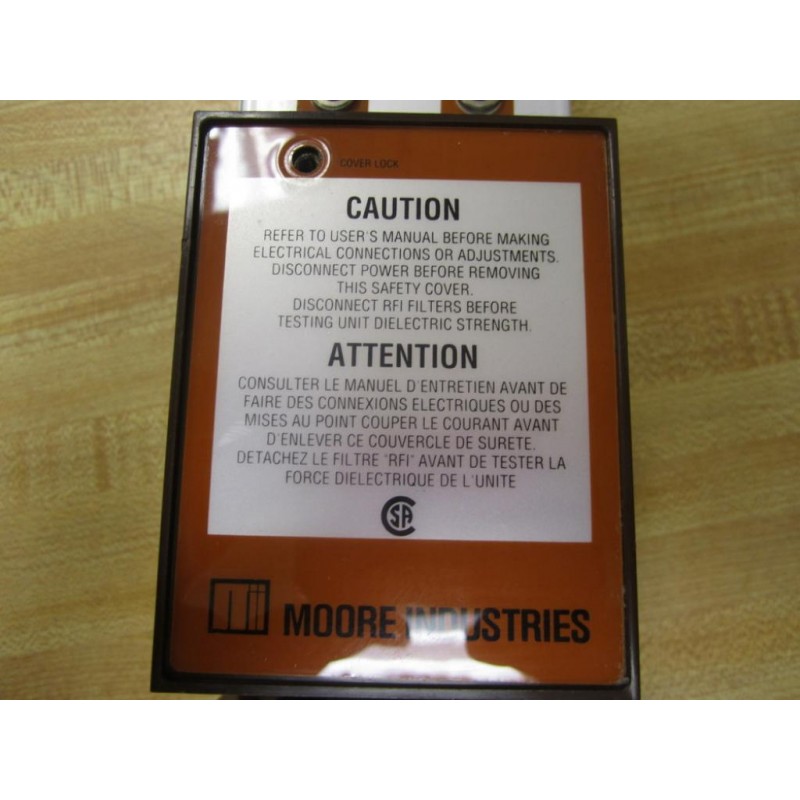 COVER LOCK
CAUTION
REFER TO USER'S MANUAL BEFORE MAKING
ELECTRICAL CONNECTIONS OR ADJUSTMENTS.
DISCONNECT POWER BEFORE REMOVING
THIS SAFETY COVER.
DISCONNECT RFI FILTERS BEFORE
TESTING UNIT DIELECTRIC STRENGTH.
ATTENTION
CONSULTER LE MANUEL D'ENTRETIEN AVANT DE
FAIRE DES CONNEXIONS ELECTRIQUES OU DES
MISES AU POINT COUPER LE COURANT AVANT
D'ENLEVER CE COUVERCLE DE SURETE.
DETACHEZ LE FILTRE "RFI" AVANT DE TESTER LA
FORCE DIELECTRIQUE DE L'UNITE
CSA
mii MOORE INDUSTRIES